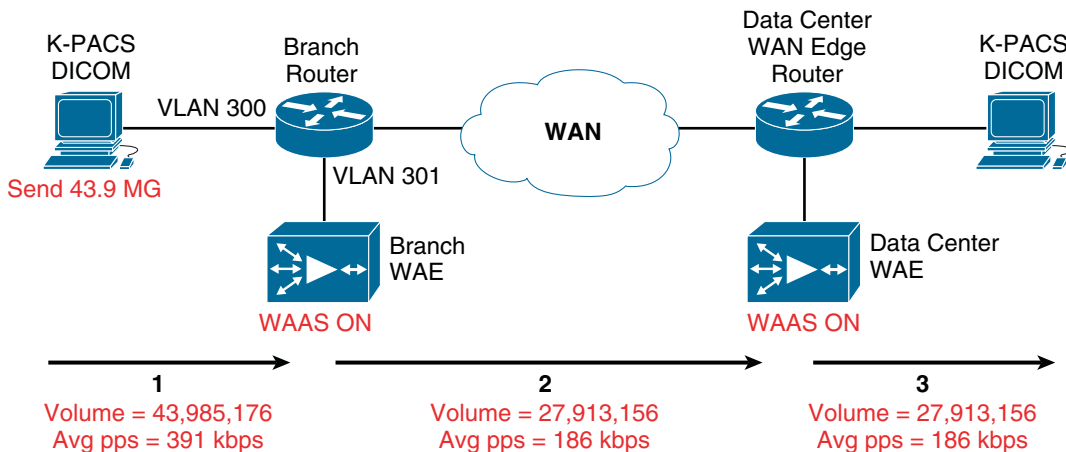 K-PACS
DICOM
Branch
Router
Data Center
WAN Edge
Router
K-PACS
DICOM
VLAN 300
WAN
Send 43.9 MG
VLAN 301
Branch
WAE
Data Center
WAE
WAAS ON
WAAS ON
1
Volume = 43,985,176
Avg pps = 391 kbps
2
Volume = 27,913,156
Avg pps = 186 kbps
3
Volume = 27,913,156
Avg pps = 186 kbps